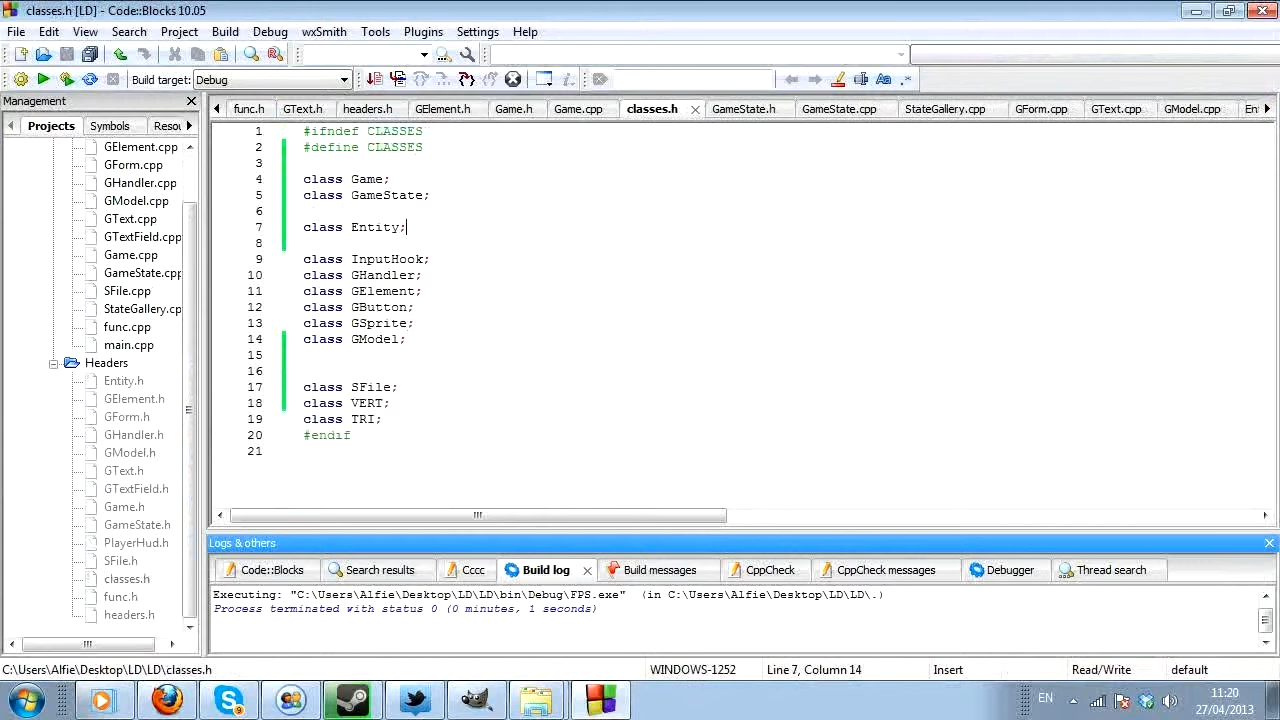 classes.h [LD] - Code::Blocks 10.05
File Edit View Search Project Build Debug wxSmith Tools Plugins Settings Help
Build target: Debug
Management
func.h GText.h headers.h GElement.h Game.h Game.cpp classes.h GameState.h GameState.cpp StateGallery.cpp GForm.cpp GText.cpp GModel.cpp En
Projects Symbols Resou
GElement.cpp
GForm.cpp
GHandler.cpp
GModel.cpp
GText.cpp
GTextField.cpp
Game.cpp
GameState.cpp
SFile.cpp
StateGallery.cp
func.cpp
main.cpp
Headers
Entity.h
GElement.h
GForm.h
GHandler.h
GModel.h
GText.h
GTextField.h
Game.h
GameState.h
PlayerHud.h
SFile.h
classes.h
func.h
headers.h
1 #ifndef CLASSES
2 #define CLASSES
3
4 class Game;
5 class GameState;
6
7 class Entity;
8
9 class InputHook;
10 class GHandler;
11 class GElement;
12 class GButton;
13 class GSprite;
14 class GModel;
15
16
17 class SFile;
18 class VERT;
19 class TRI;
20 #endif
21
Logs & others
Code::Blocks Search results Cccc Build log Build messages CppCheck CppCheck messages Debugger Thread search
Executing: "C:\Users\Alfie\Desktop\LD\LD\bin\Debug\FPS.exe" (in C:\Users\Alfie\Desktop\LD\LD\.)
Process terminated with status 0 (0 minutes, 1 seconds)
C:\Users\Alfie\Desktop\LD\LD\classes.h WINDOWS-1252 Line 7, Column 14 Insert Read/Write default
EN 11:20
27/04/2013